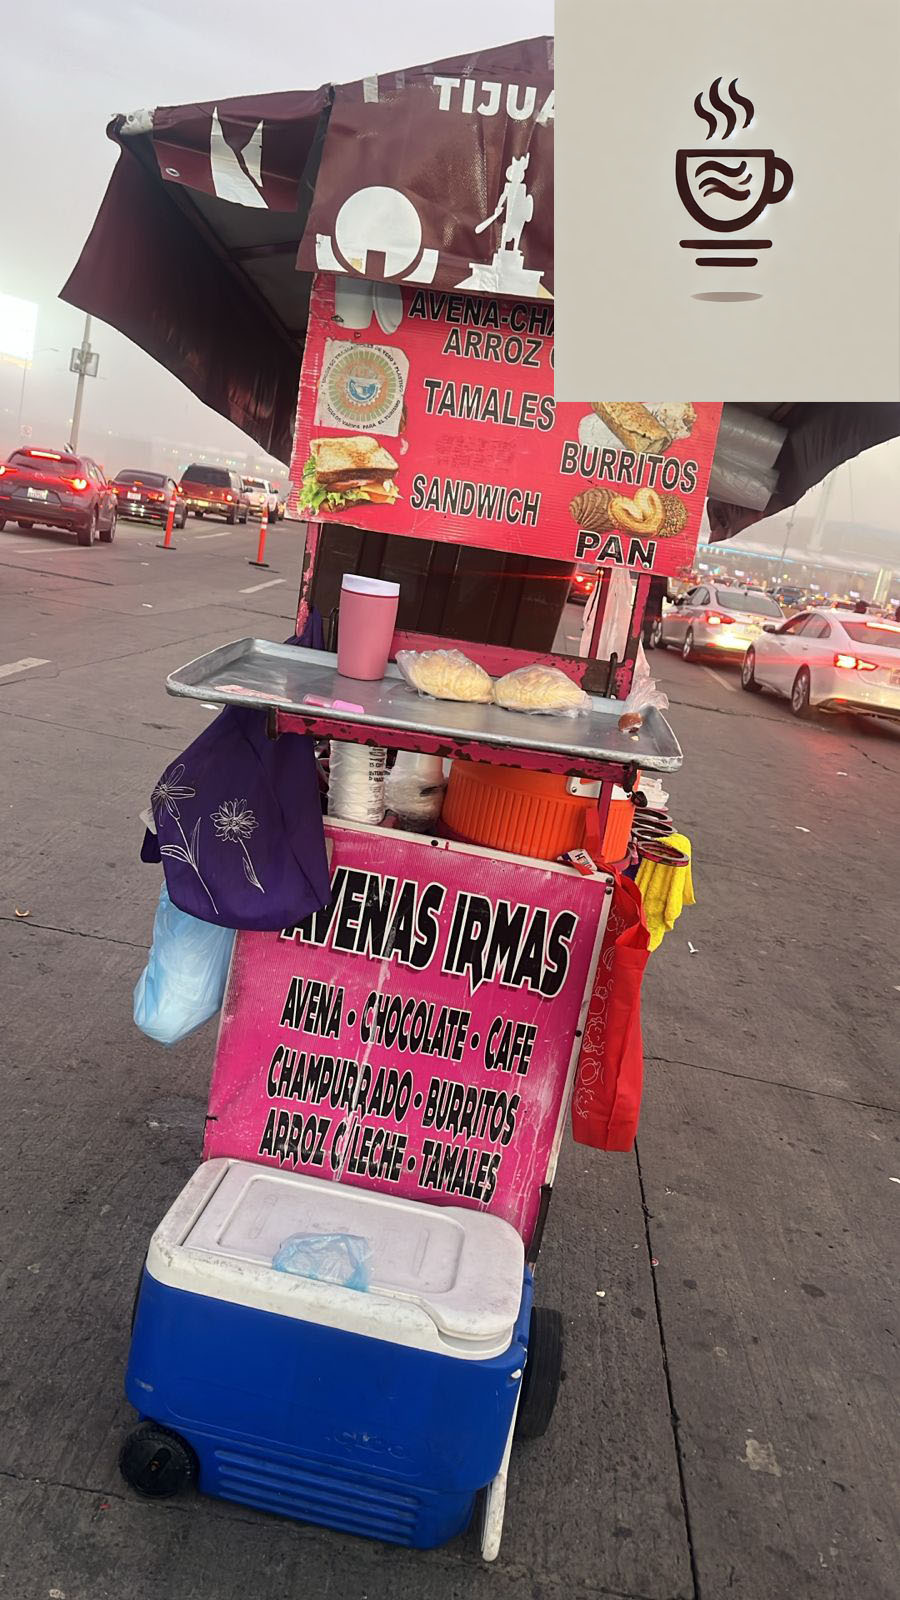 TIJUA
AVENA-CHA
ARROZ C
TAMALES
BURRITOS
SANDWICH
PAN
AVENAS IRMAS
AVENA • CHOCOLATE • CAFE
CHAMPURRADO • BURRITOS
ARROZ C/LECHE • TAMALES